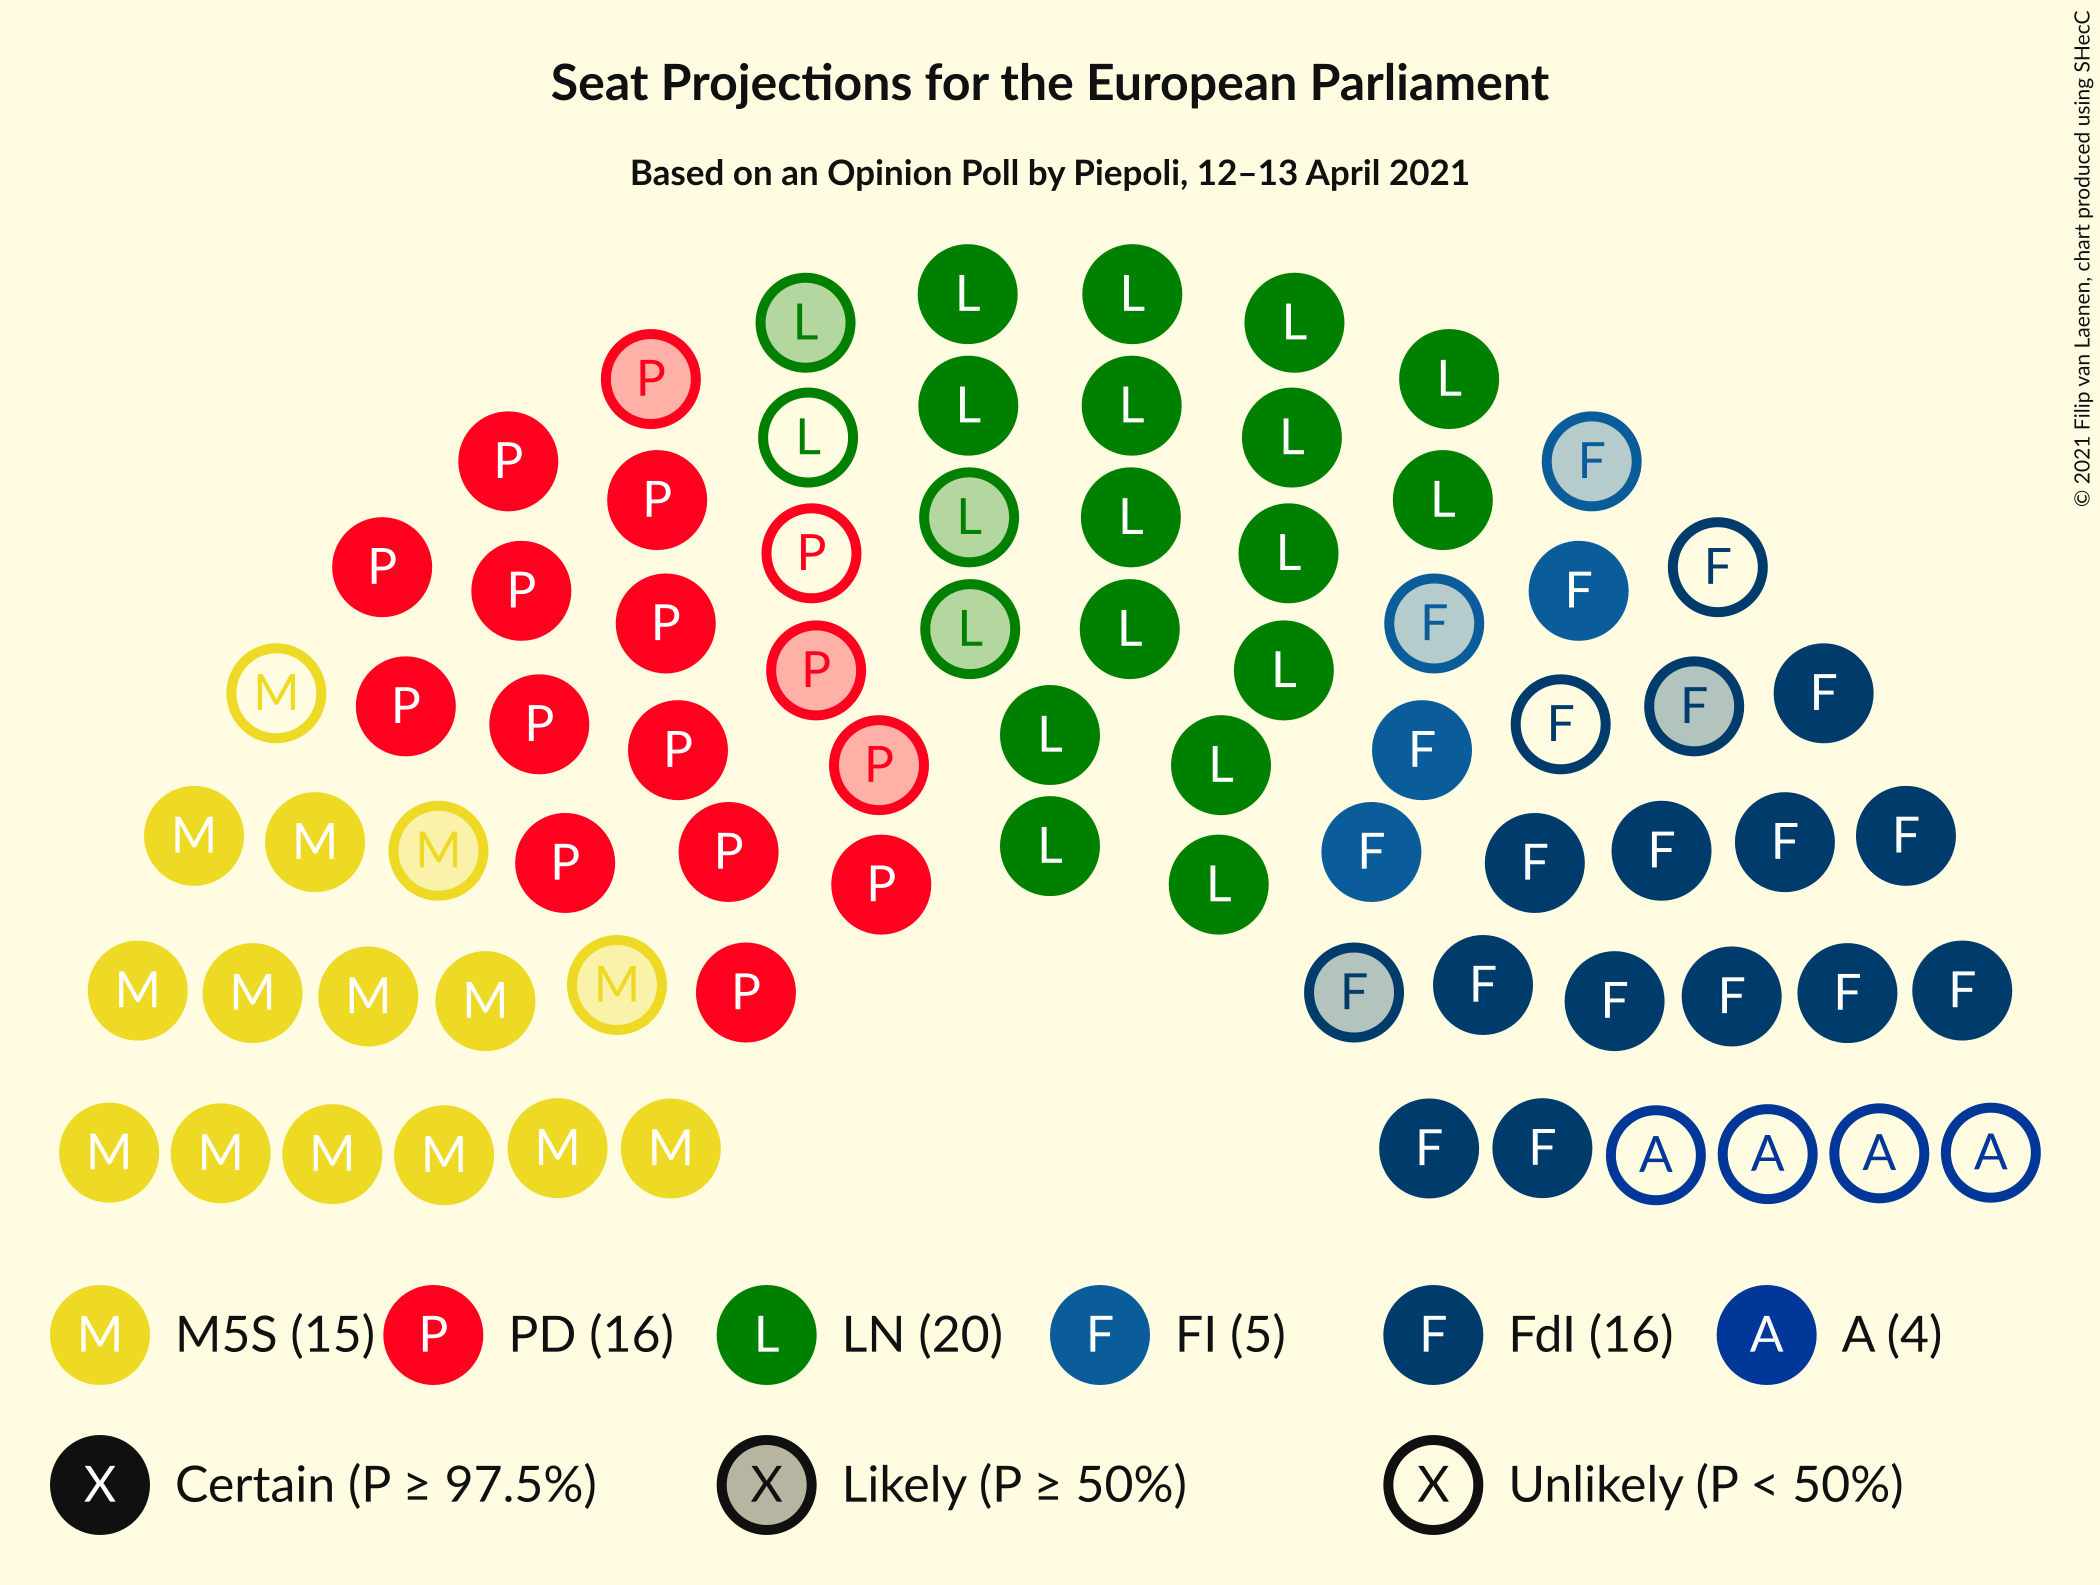 Seat Projections for the European Parliament
Based on an Opinion Poll by Piepoli, 12–13 April 2021
© 2021 Filip van Laenen, chart produced using SHecC
L L
L L
P L
L L
L L
P F
L L
P P L F
P L F F
P P L F
L L
M P L F F
P P F F
P L
P L L F
M M M P P F F F F F
L
P L
M M M M M P F F F F F F
M M M M M M F F A A A A
M M5S (15) P PD (16) L LN (20) F FI (5) F FdI (16) A A (4)
X Certain (P ≥ 97.5%) X Likely (P ≥ 50%) X Unlikely (P < 50%)